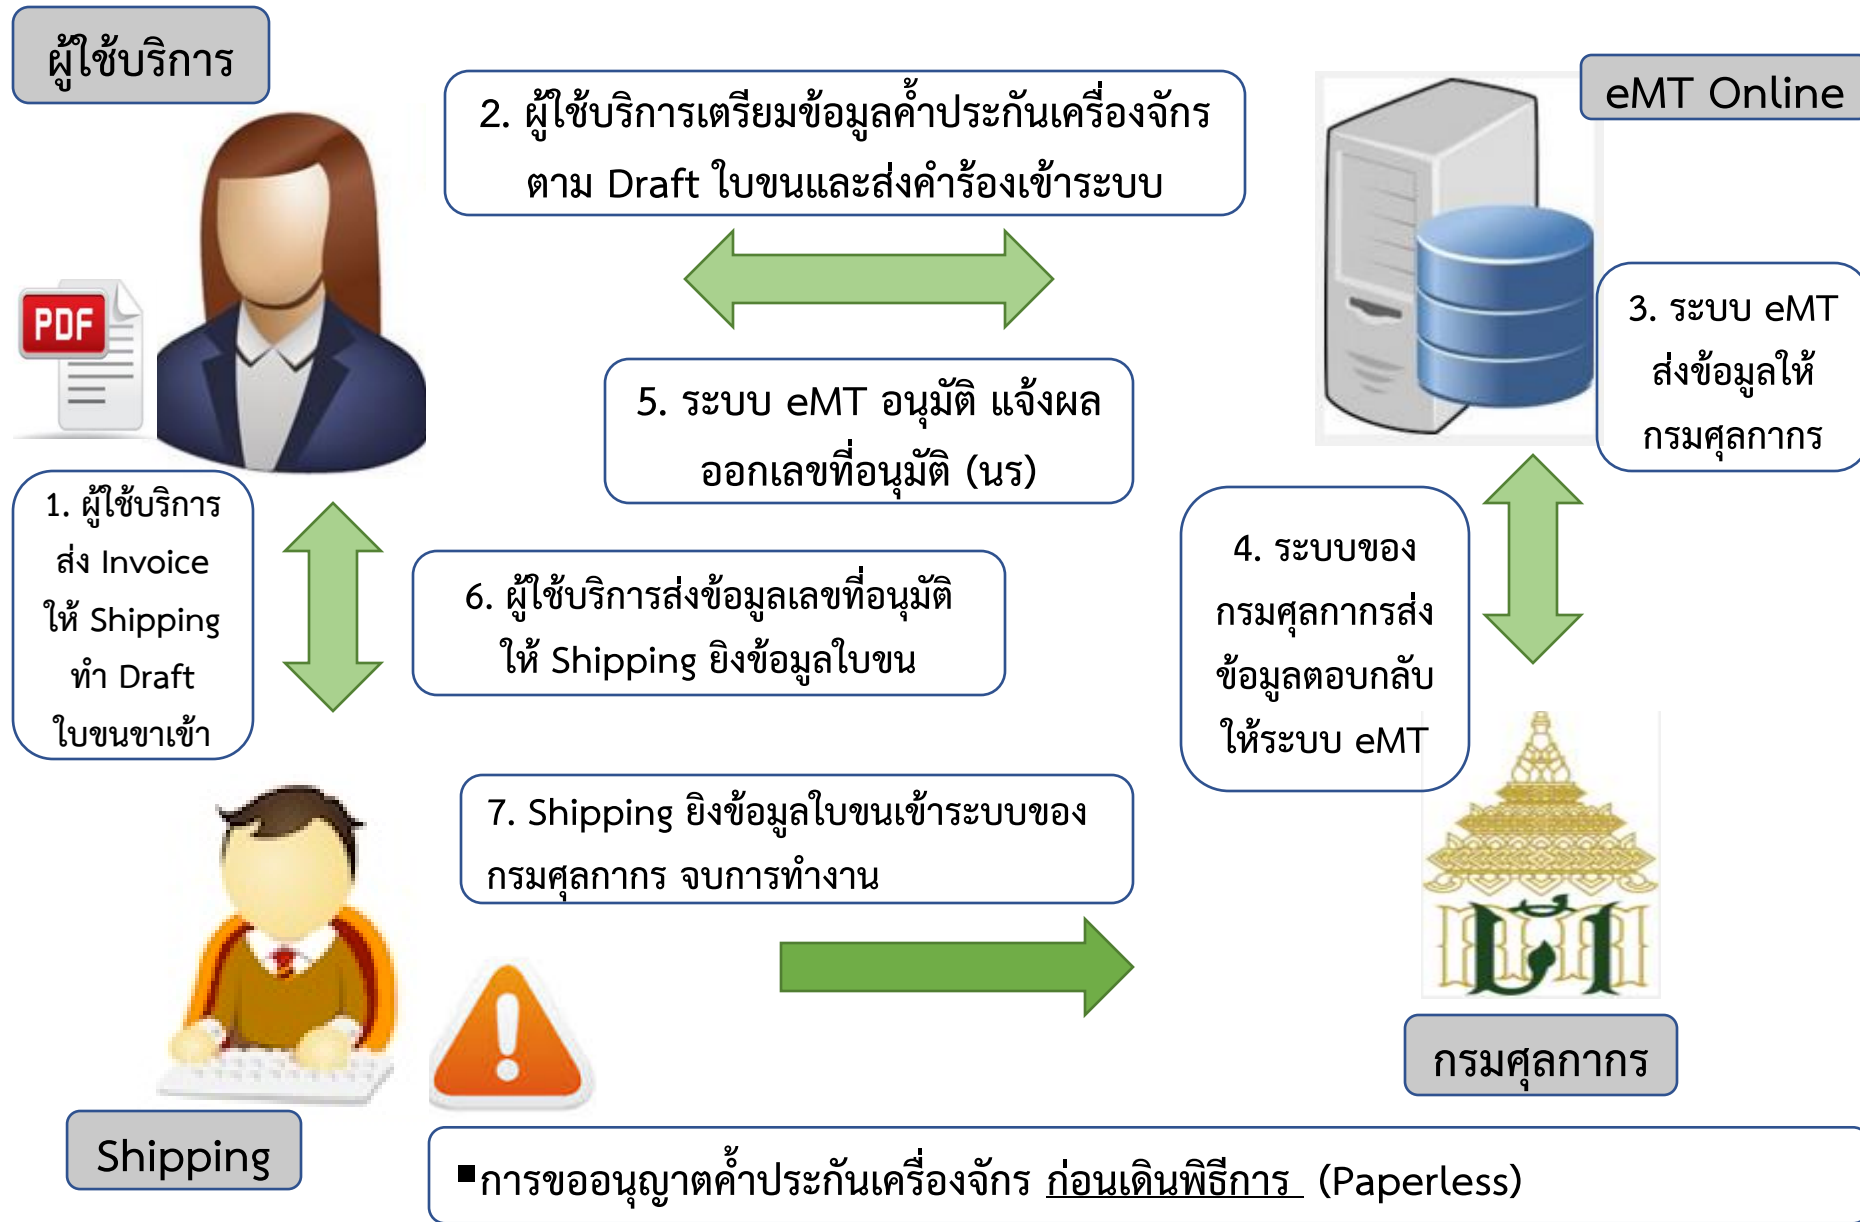 ผู้ใช้บริการ
eMT Online
2. ผู้ใช้บริการเตรียมข้อมูลค้ำประกันเครื่องจักร
ตาม Draft ใบขนและส่งคำร้องเข้าระบบ
PDF
3. ระบบ eMT
ส่งข้อมูลให้
กรมศุลกากร
5. ระบบ eMT อนุมัติ แจ้งผล
ออกเลขที่อนุมัติ (นร)
1. ผู้ใช้บริการ
ส่ง Invoice
ให้ Shipping
ทำ Draft
ใบขนขาเข้า
4. ระบบของ
กรมศุลกากรส่ง
ข้อมูลตอบกลับ
ให้ระบบ eMT
6. ผู้ใช้บริการส่งข้อมูลเลขที่อนุมัติ
ให้ Shipping ยิงข้อมูลใบขน
7. Shipping ยิงข้อมูลใบขนเข้าระบบของ
กรมศุลกากร จบการทำงาน
กรมศุลกากร
Shipping
▪การขออนุญาตค้ำประกันเครื่องจักร ก่อนเดินพิธีการ (Paperless)